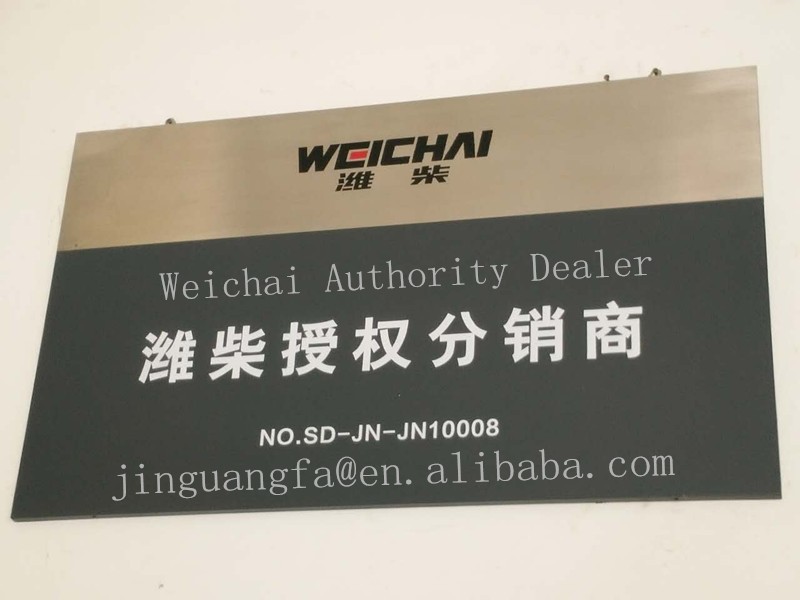 WEICHAI
潍柴
Weichai Authority Dealer
潍柴授权分销商
NO.SD-JN-JN10008
jinguangfa@en.alibaba.com